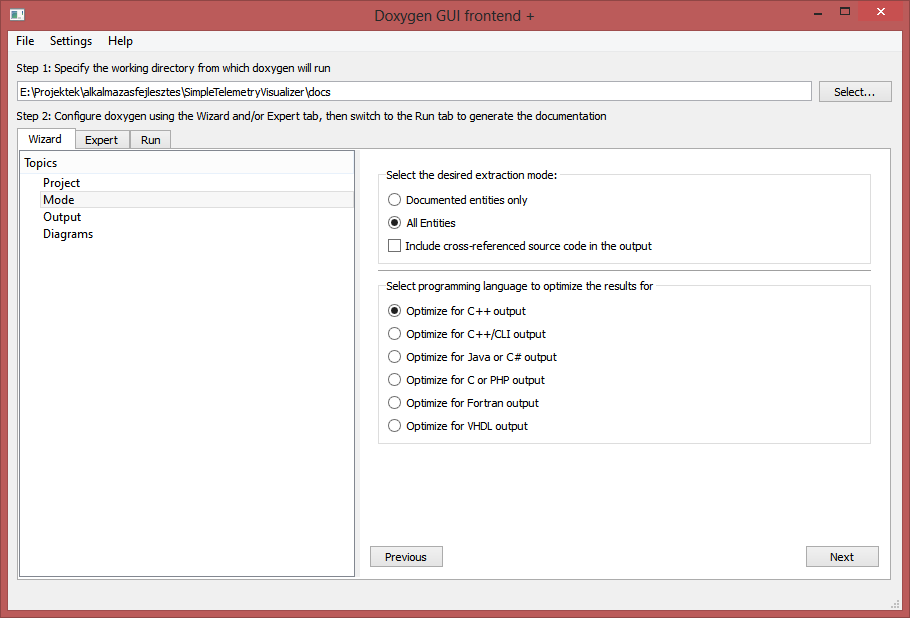 Doxygen GUI frontend +
File Settings Help
Step 1: Specify the working directory from which doxygen will run
E:\Projektek\alkalmazasfejlesztes\SimpleTelemetryVisualizer\docs
Select...
Step 2: Configure doxygen using the Wizard and/or Expert tab, then switch to the Run tab to generate the documentation
Wizard Expert Run
Topics
Project
Mode
Output
Diagrams
Select the desired extraction mode:
Documented entities only
All Entities
Include cross-referenced source code in the output
Select programming language to optimize the results for
Optimize for C++ output
Optimize for C++/CLI output
Optimize for Java or C# output
Optimize for C or PHP output
Optimize for Fortran output
Optimize for VHDL output
Previous
Next